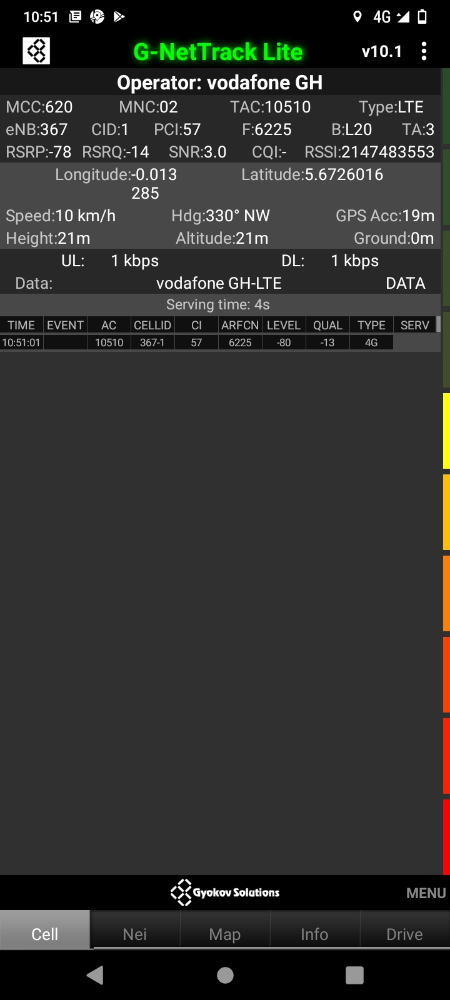 10:51 4G
G-NetTrack Lite v10.1
Operator: vodafone GH
MCC:620 MNC:02 TAC:10510 Type:LTE
eNB:367 CID:1 PCI:57 F:6225 B:L20 TA:3
RSRP:-78 RSRQ:-14 SNR:3.0 CQI:- RSSI:2147483553
Longitude:-0.013 Latitude:5.6726016
285
Speed:10 km/h Hdg:330° NW GPS Acc:19m
Height:21m Altitude:21m Ground:0m
UL: 1 kbps DL: 1 kbps
Data: vodafone GH-LTE DATA
Serving time: 4s
TIME EVENT AC CELLID CI ARFCN LEVEL QUAL TYPE SERV
10:51:01 10510 367-1 57 6225 -80 -13 4G
Gyokov Solutions MENU
Cell Nei Map Info Drive